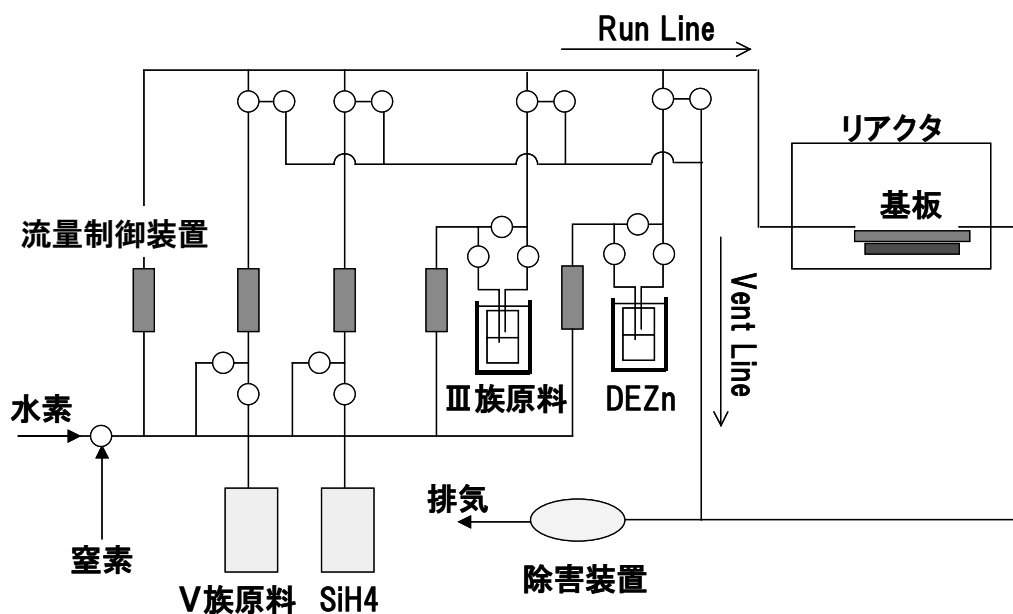 Run Line
リアクタ
基板
流量制御装置
Vent Line
Ⅲ族原料
DEZn
水素
排気
窒素
除害装置
Ⅴ族原料
SiH4